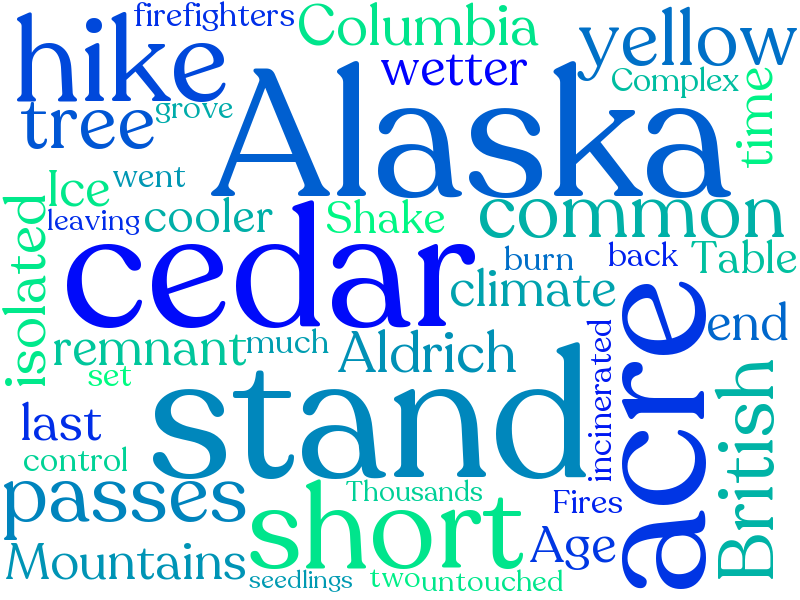 firefighters
Columbia
yellow
hike
wetter
Complex
tree
grove
Alaska
time
Ice
went
leaving
cooler
Shake
common
isolated
cedar
burn
back
Table
climate
acre
end
remnant
much
Aldrich
incinerated
set
stand
British
last
control
passes
Thousands
short
Fires
Age
Mountains
seedlings
two
untouched